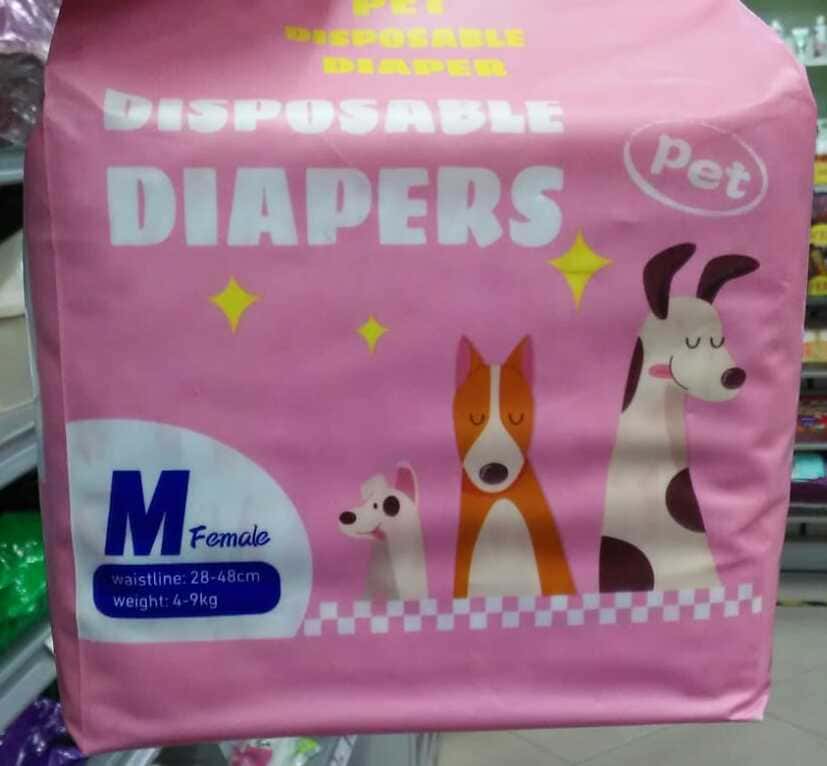 PET
DISPOSABLE
DIAPER
DISPOSABLE
DIAPERS
pet
M Female
waistline: 28-48cm
weight: 4-9kg